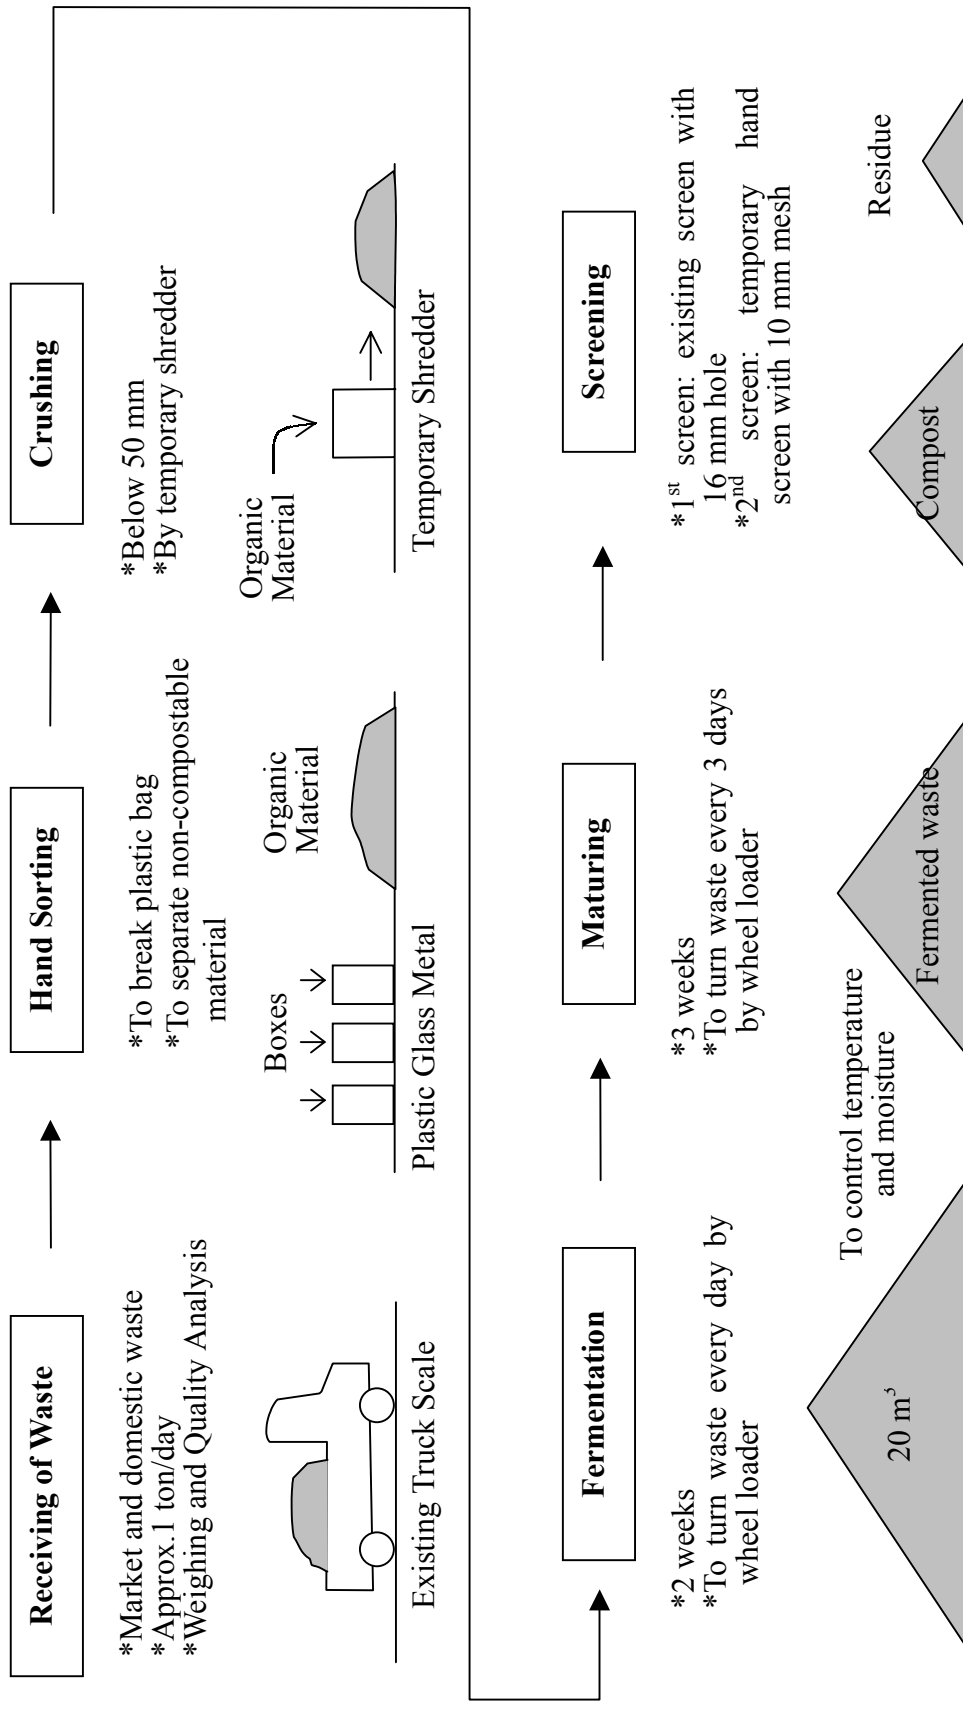 Receiving of Waste
*Market and domestic waste
*Approx.1 ton/day
*Weighing and Quality Analysis
Existing Truck Scale
Hand Sorting
*To break plastic bag
*To separate non-compostable
material
Boxes
Organic
Material
Plastic Glass Metal
Crushing
*Below 50 mm
*By temporary shredder
Organic
Material
Temporary Shredder
Fermentation
*2 weeks
*To turn waste every day by
wheel loader
20 m³
To control temperature
and moisture
Maturing
*3 weeks
*To turn waste every 3 days
by wheel loader
Fermented waste
Screening
*1st screen: existing screen with
16 mm hole
*2nd screen: temporary hand
screen with 10 mm mesh
Compost
Residue